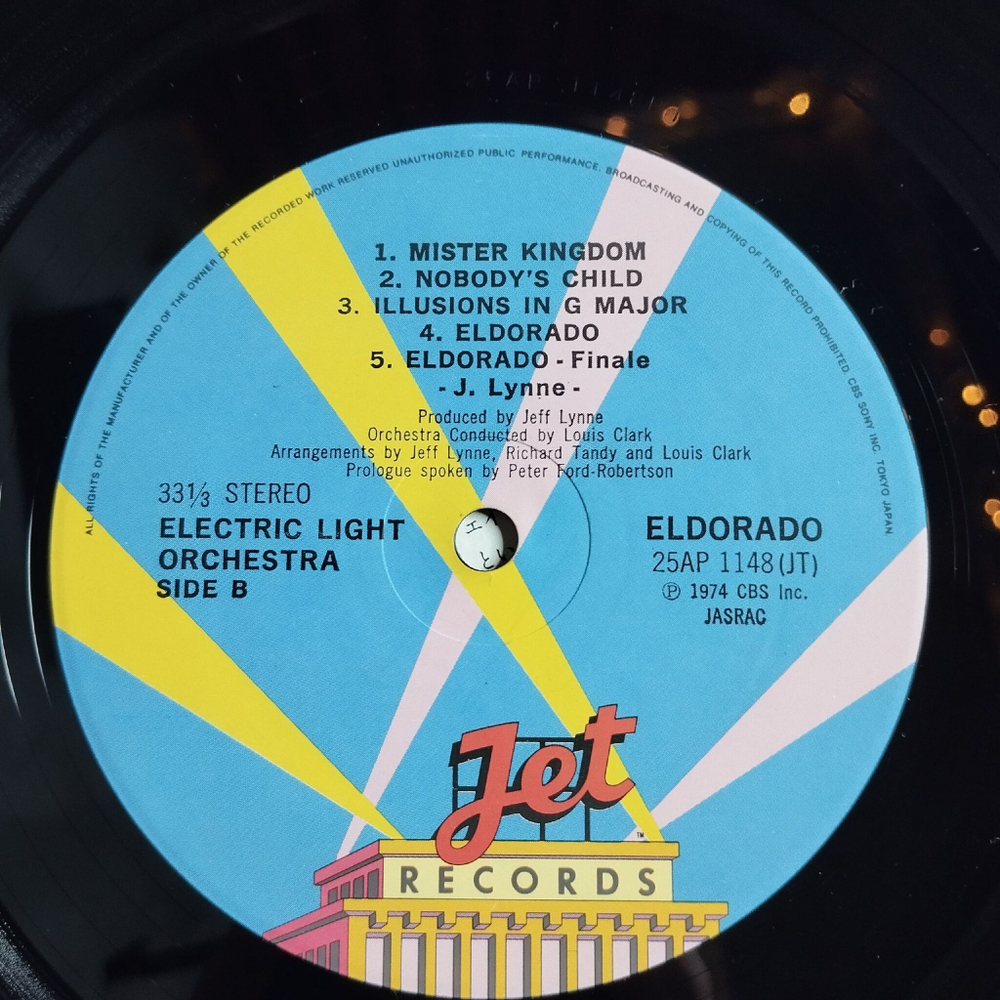 ALL RIGHTS OF THE MANUFACTURER AND OF THE OWNER OF THE RECORDED WORK RESERVED UNAUTHORIZED PUBLIC PERFORMANCE, BROADCASTING AND COPYING OF THIS RECORD PROHIBITED. CBS SONY INC. TOKYO JAPAN
1. MISTER KINGDOM
2. NOBODY'S CHILD
3. ILLUSIONS IN G MAJOR
4. ELDORADO
5. ELDORADO - Finale
- J. Lynne -
Produced by Jeff Lynne
Orchestra Conducted by Louis Clark
Arrangements by Jeff Lynne, Richard Tandy and Louis Clark
Prologue spoken by Peter Ford-Robertson
33⅓ STEREO
ELECTRIC LIGHT
ORCHESTRA
SIDE B
ELDORADO
25AP 1148 (JT)
Ⓟ 1974 CBS Inc.
JASRAC
Jet
TM
RECORDS